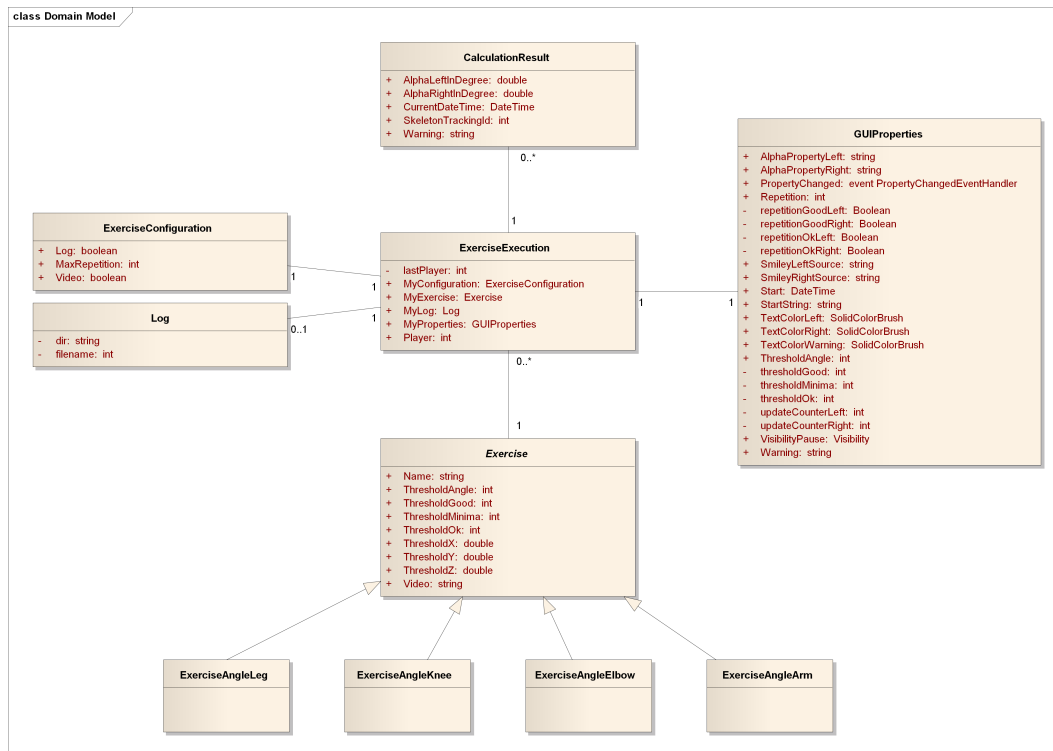 class Domain Model
CalculationResult
+ AlphaLeftInDegree: double
+ AlphaRightInDegree: double
+ CurrentDateTime: DateTime
+ SkeletonTrackingId: int
+ Warning: string
0..*
1
GUIProperties
+ AlphaPropertyLeft: string
+ AlphaPropertyRight: string
+ PropertyChanged: event PropertyChangedEventHandler
+ Repetition: int
- repetitionGoodLeft: Boolean
- repetitionGoodRight: Boolean
- repetitionOkLeft: Boolean
- repetitionOkRight: Boolean
+ SmileyLeftSource: string
+ SmileyRightSource: string
+ Start: DateTime
+ StartString: string
+ TextColorLeft: SolidColorBrush
+ TextColorRight: SolidColorBrush
+ TextColorWarning: SolidColorBrush
+ ThresholdAngle: int
- thresholdGood: int
- thresholdMinima: int
- thresholdOk: int
- updateCounterLeft: int
- updateCounterRight: int
+ VisibilityPause: Visibility
+ Warning: string
ExerciseConfiguration
+ Log: boolean
+ MaxRepetition: int
+ Video: boolean
1
1
Log
- dir: string
- filename: int
0..1
1
ExerciseExecution
- lastPlayer: int
+ MyConfiguration: ExerciseConfiguration
+ MyExercise: Exercise
+ MyLog: Log
+ MyProperties: GUIProperties
+ Player: int
1
1
0..*
1
Exercise
+ Name: string
+ ThresholdAngle: int
+ ThresholdGood: int
+ ThresholdMinima: int
+ ThresholdOk: int
+ ThresholdX: double
+ ThresholdY: double
+ ThresholdZ: double
+ Video: string
ExerciseAngleLeg
ExerciseAngleKnee
ExerciseAngleElbow
ExerciseAngleArm